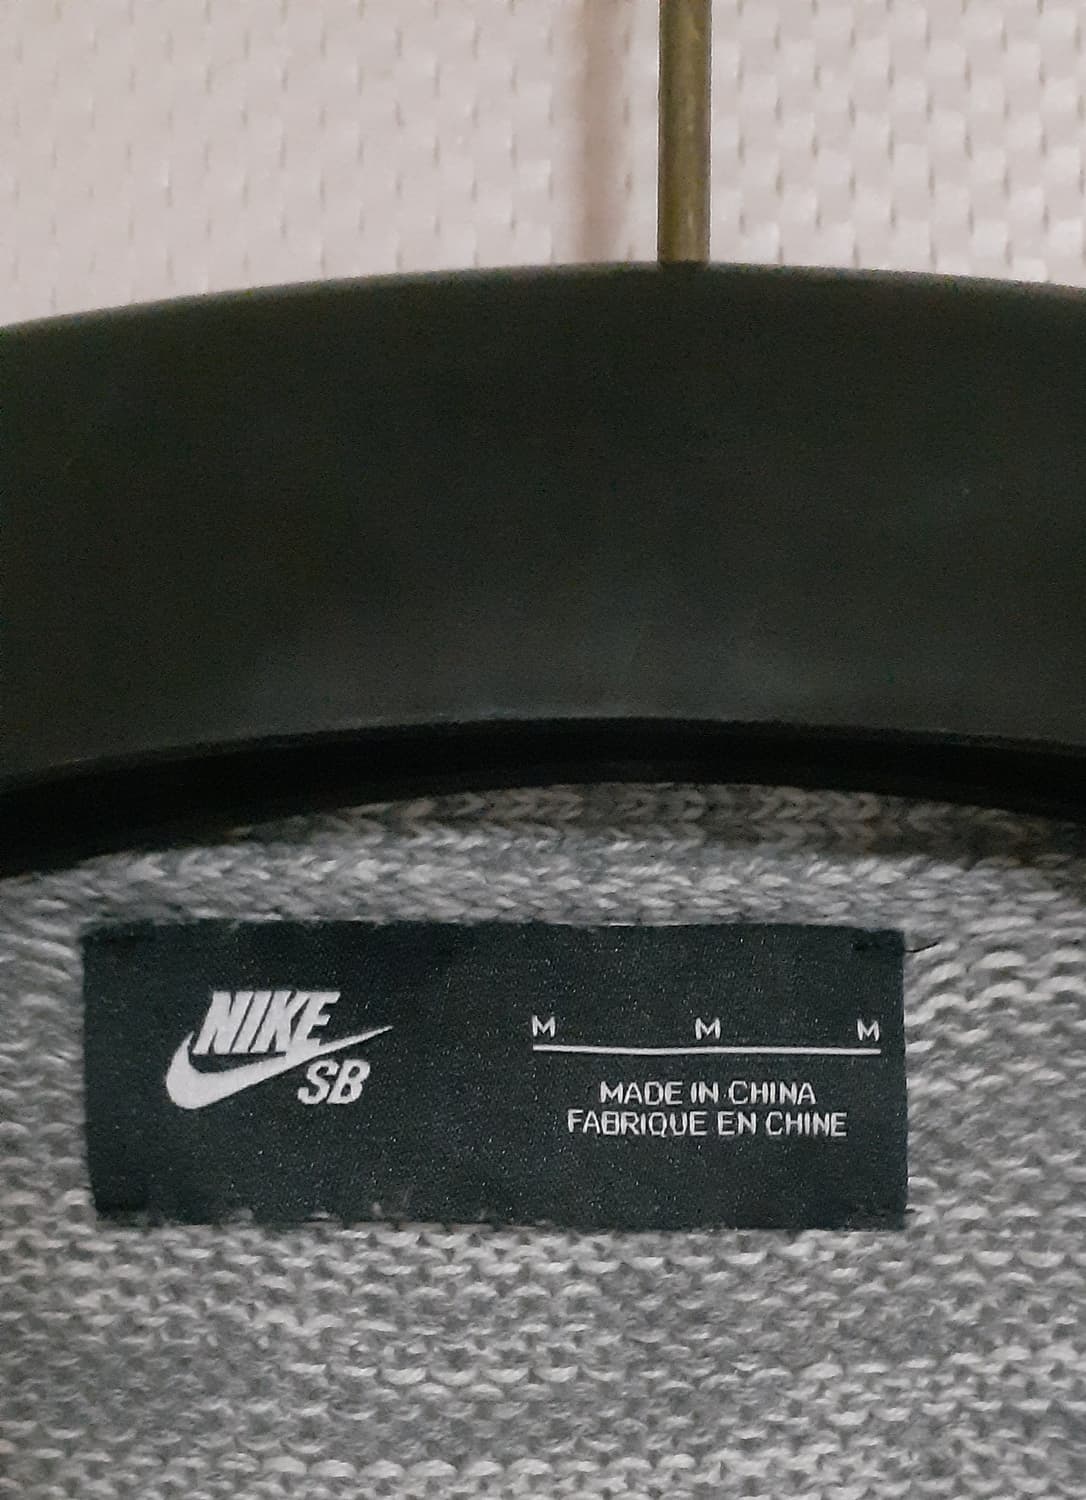 NIKE
SB
M M M
MADE IN CHINA
FABRIQUE EN CHINE